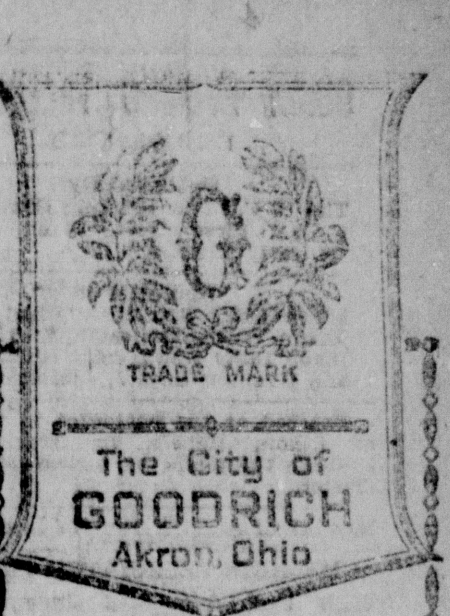 G
TRADE MARK
The City of
GOODRICH
Akron, Ohio